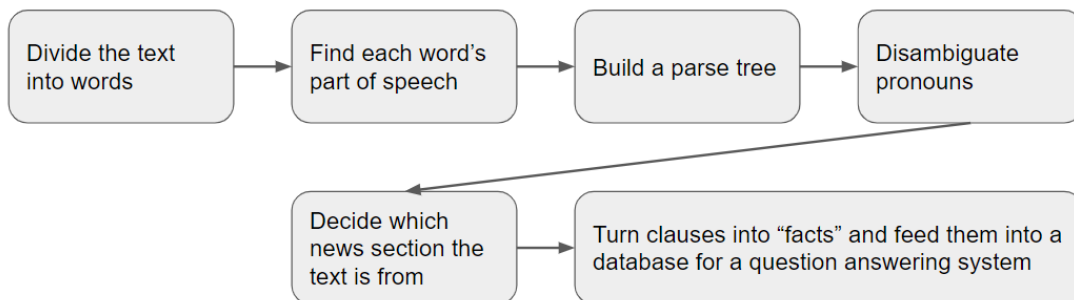 Divide the text
into words
Find each word’s
part of speech
Build a parse tree
Disambiguate
pronouns
Decide which
news section the
text is from
Turn clauses into “facts” and feed them into a
database for a question answering system